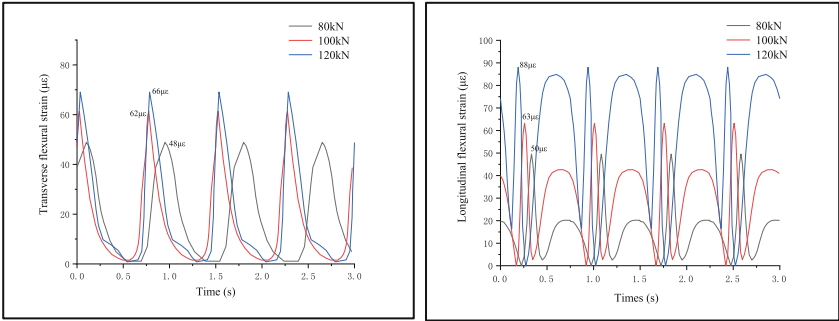 80kN
100kN
120kN
80
60
40
20
0
66με
62με
48με
Transverse flexural strain (με)
0.0 0.5 1.0 1.5 2.0 2.5 3.0
Time (s)
80kN
100kN
120kN
100
90
80
70
60
50
40
30
20
10
0
88με
63με
50με
Longitudinal flexural strain (με)
0.0 0.5 1.0 1.5 2.0 2.5 3.0
Times (s)